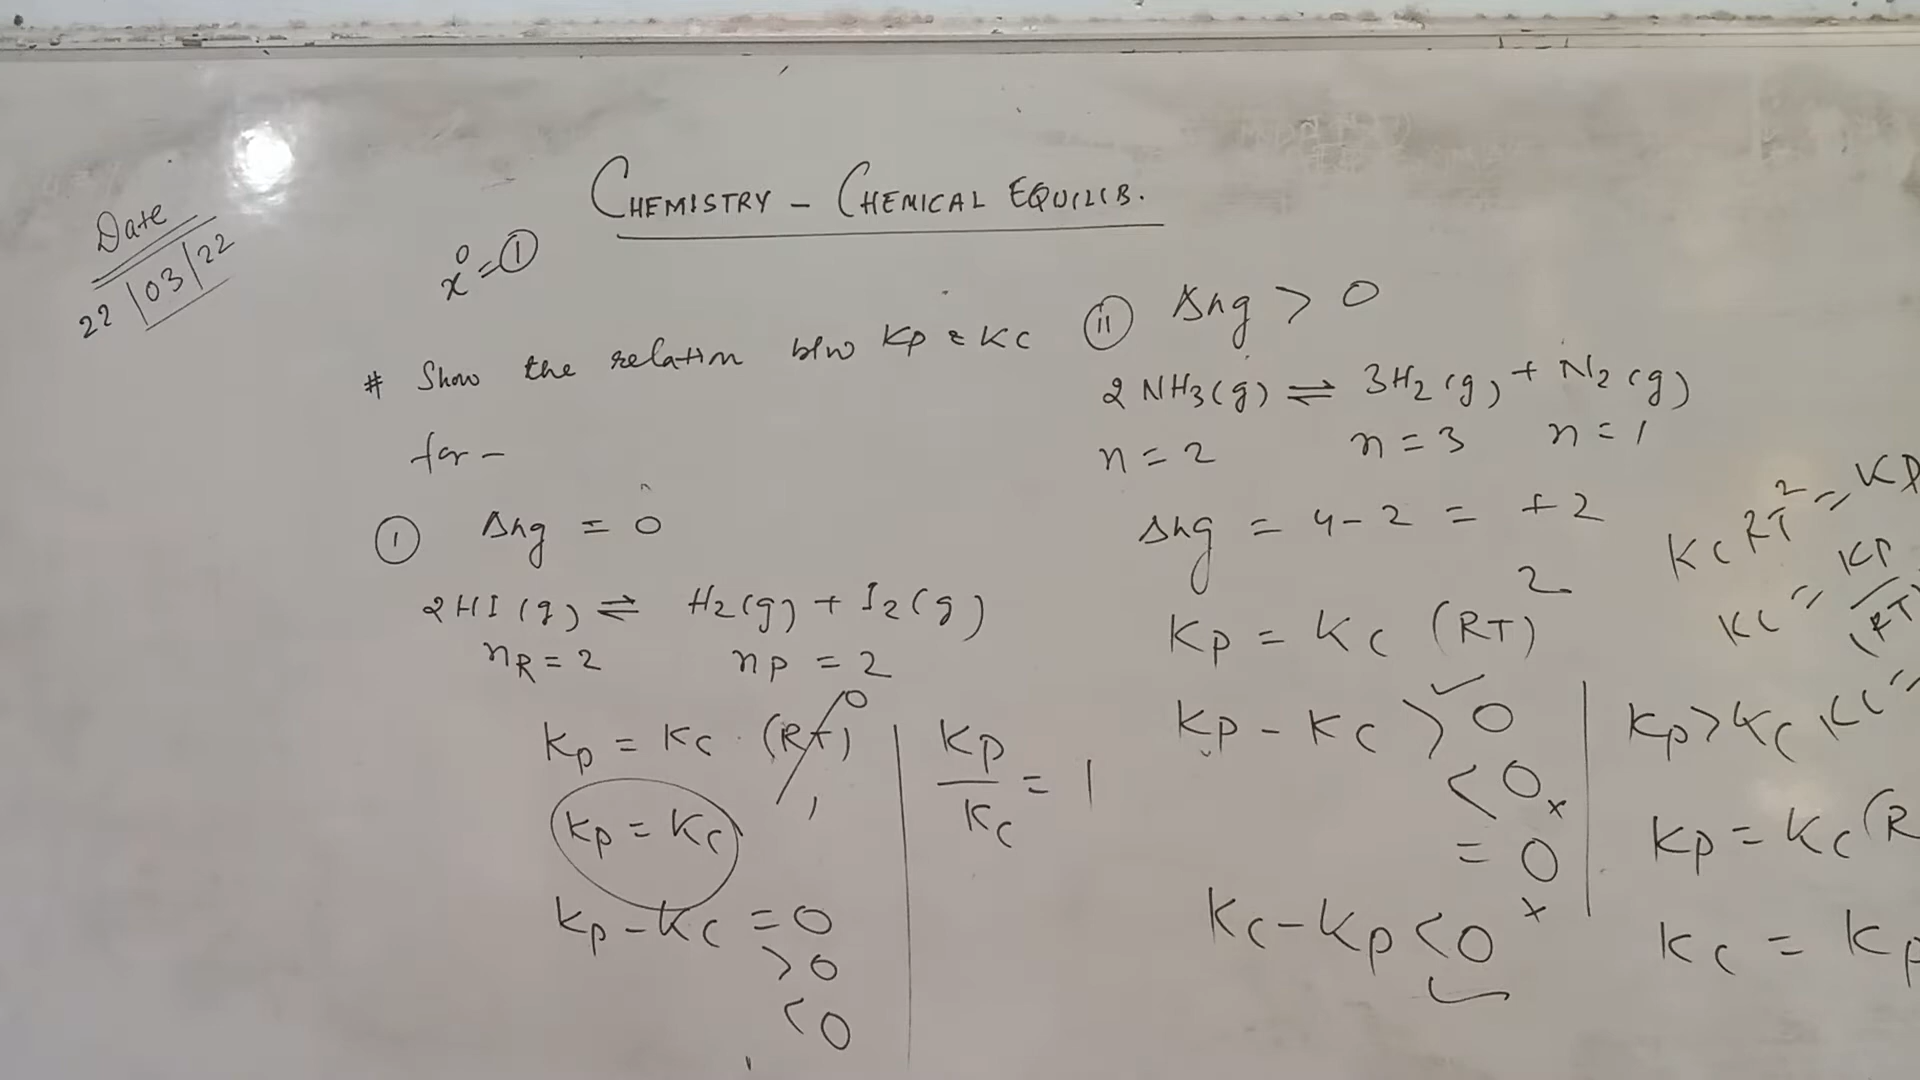 CHEMISTRY - CHEMICAL EQUILIB.
Date
22/03/22
x⁰ = ①
# Show the relation b/w Kp & Kc
for -
Ⓘ Δng = 0
2HI(g) ⇌ H₂(g) + I₂(g)
nR = 2 np = 2
Kp = Kc · (RT)⁰
Kp = Kc
Kp - Kc = 0
> 0
< 0
Kp/Kc = 1
ⓘⓘ Δng > 0
2NH3(g) ⇌ 3H₂(g) + N₂(g)
n = 2 n = 3 n = 1
Δng = 4 - 2 = +2
Kp = Kc (RT)²
Kp - Kc > 0 ✓
< 0 ×
= 0 ×
Kc - Kp < 0 ✓
Kc RT² = Kp
Kc = Kp/(RT)
Kp > Kc
Kc =
Kp = Kc (R
Kc = Kp